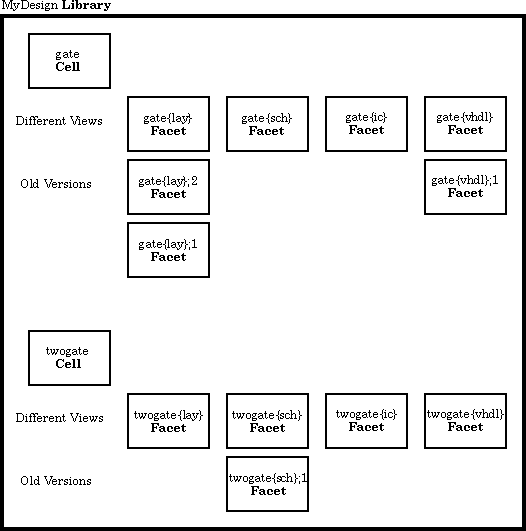 MyDesign Library
gate
Cell
Different Views
gate{lay}
Facet
gate{sch}
Facet
gate{ic}
Facet
gate{vhdl}
Facet
Old Versions
gate{lay};2
Facet
gate{vhdl};1
Facet
gate{lay};1
Facet
twogate
Cell
Different Views
twogate{lay}
Facet
twogate{sch}
Facet
twogate{ic}
Facet
twogate{vhdl}
Facet
Old Versions
twogate{sch};1
Facet